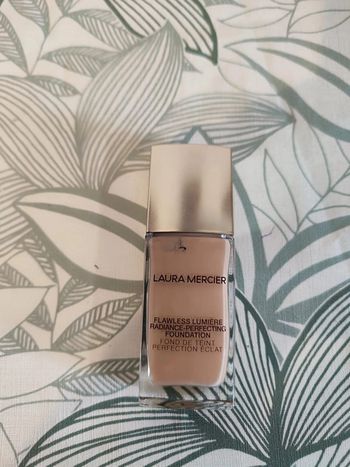 LAURA MERCIER
FLAWLESS LUMIÈRE
RADIANCE-PERFECTING
FOUNDATION
FOND DE TEINT
PERFECTION ÉCLAT